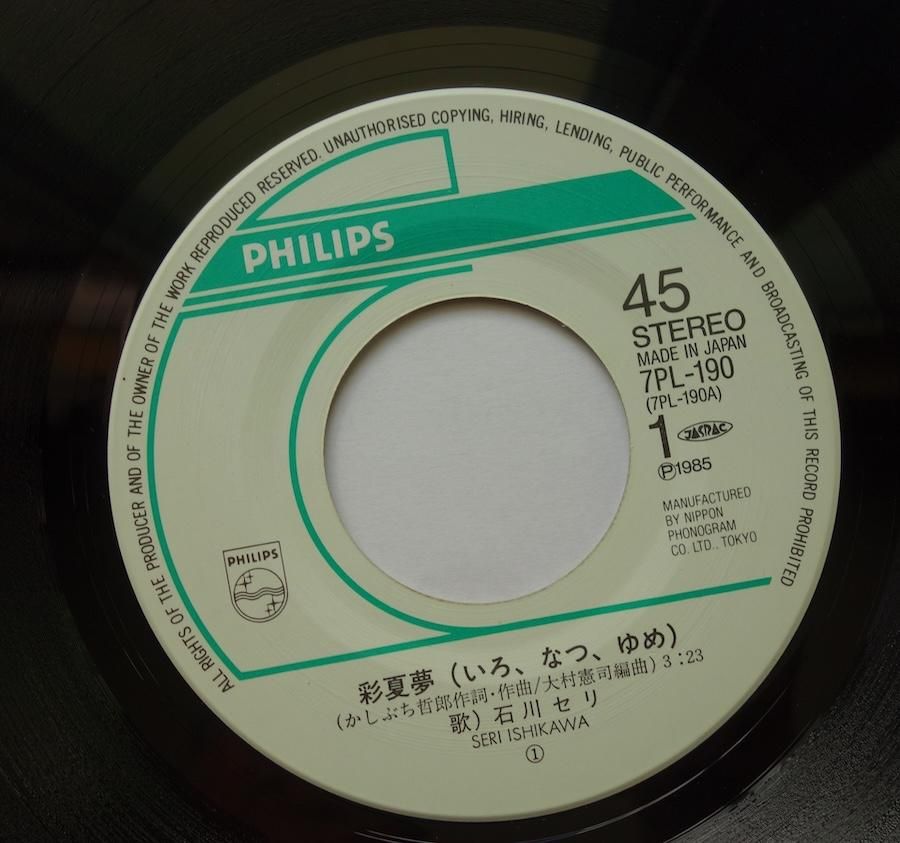 ALL RIGHTS OF THE PRODUCER AND OF THE OWNER OF THE WORK REPRODUCED RESERVED. UNAUTHORISED COPYING, HIRING, LENDING, PUBLIC PERFORMANCE AND BROADCASTING OF THIS RECORD PROHIBITED
PHILIPS
45
STEREO
MADE IN JAPAN
7PL-190
(7PL-190A)
1 JASRAC
Ⓟ1985
MANUFACTURED
BY NIPPON
PHONOGRAM
CO. LTD., TOKYO
PHILIPS
彩夏夢（いろ、なつ、ゆめ）
（かしぶち哲郎作詞・作曲/大村憲司編曲）3:23
歌）石川セリ
SERI ISHIKAWA
①